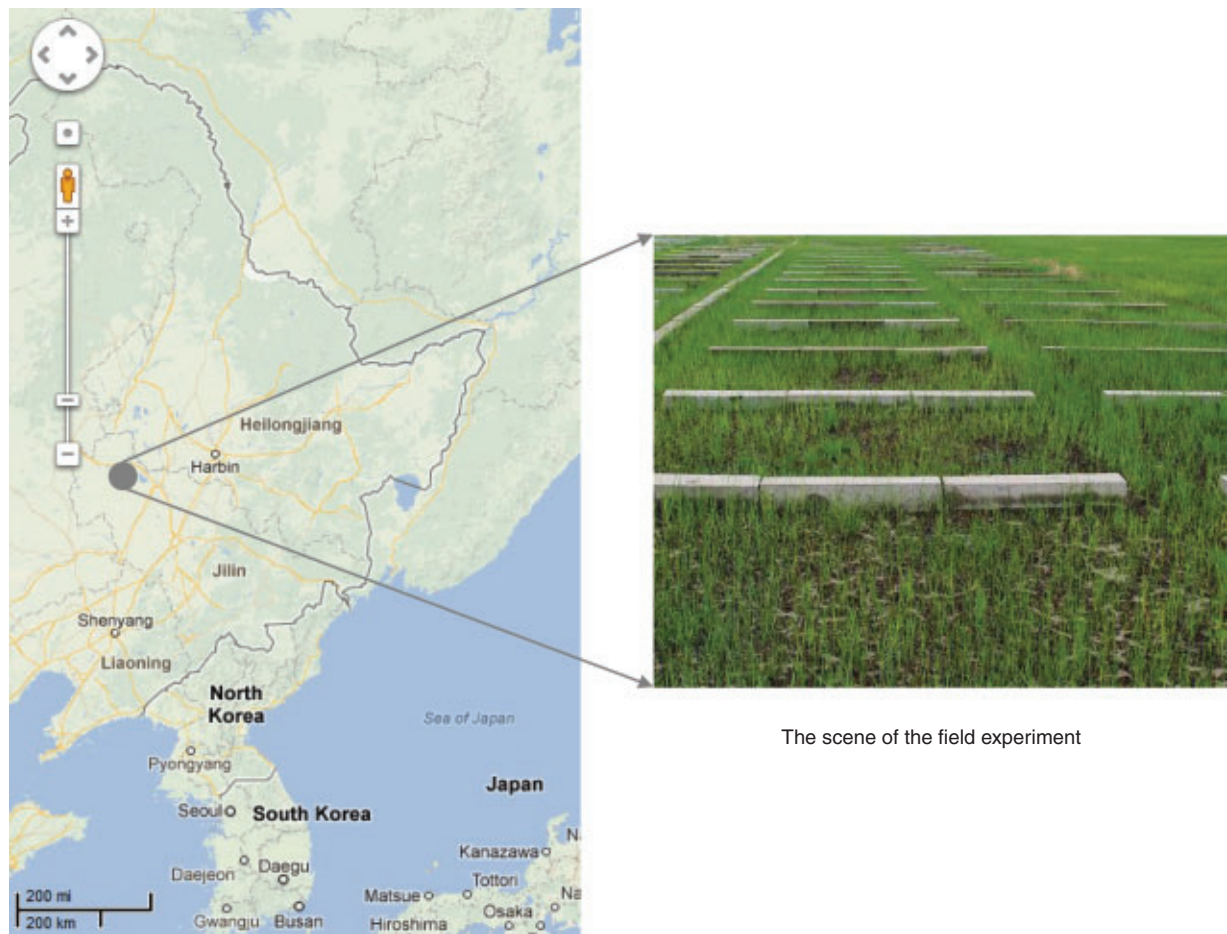 Heilongjiang
Harbin
Jilin
Shenyang
Liaoning
North
Korea
Sea of Japan
Pyongyang
Japan
Seoul
South Korea
Kanazawa
Daejeon
Daegu
Tottori
Matsue
Gwangju
Busan
Hiroshima
Osaka
200 mi
200 km
The scene of the field experiment